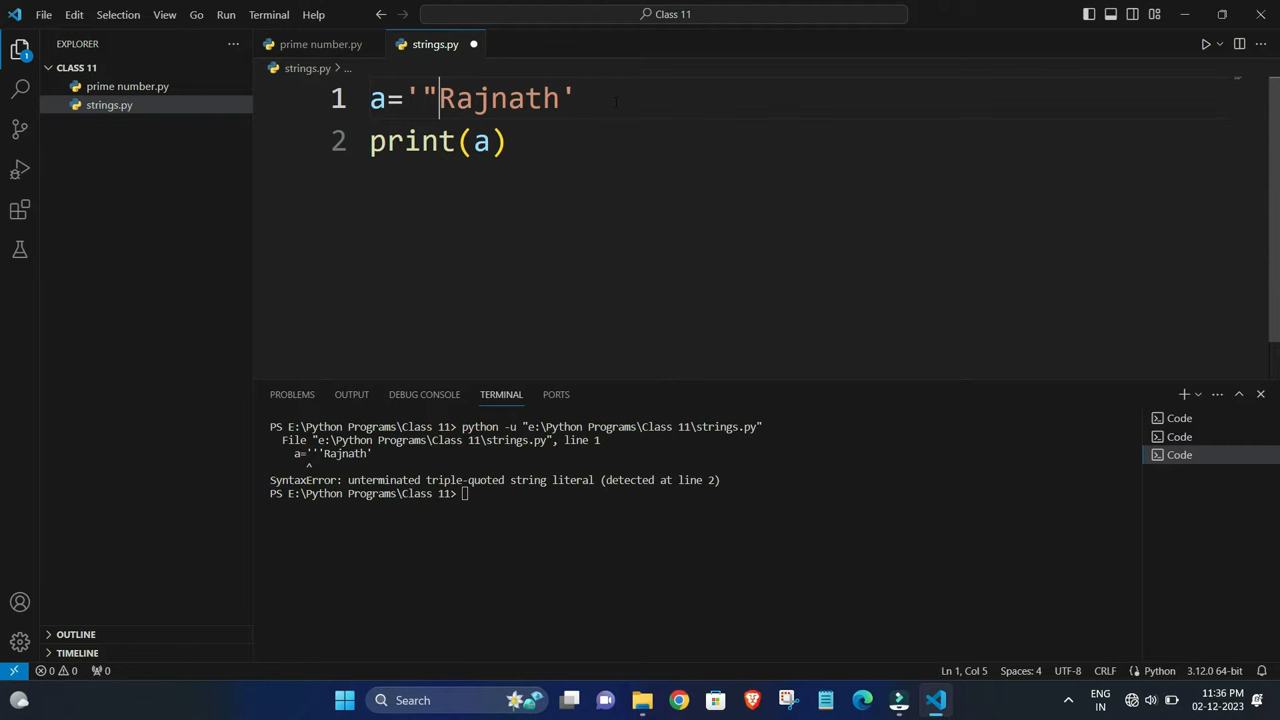 File Edit Selection View Go Run Terminal Help
Class 11
EXPLORER
CLASS 11
prime number.py
strings.py
prime number.py
strings.py
strings.py > ...
1 a='"Rajnath'
2 print(a)
PROBLEMS OUTPUT DEBUG CONSOLE TERMINAL PORTS
PS E:\Python Programs\Class 11> python -u "e:\Python Programs\Class 11\strings.py"
File "e:\Python Programs\Class 11\strings.py", line 1
a='''Rajnath'
^
SyntaxError: unterminated triple-quoted string literal (detected at line 2)
PS E:\Python Programs\Class 11>
Code
Code
Code
1
OUTLINE
TIMELINE
0 0 0
Ln 1, Col 5 Spaces: 4 UTF-8 CRLF Python 3.12.0 64-bit
Search
ENG
IN
11:36 PM
02-12-2023